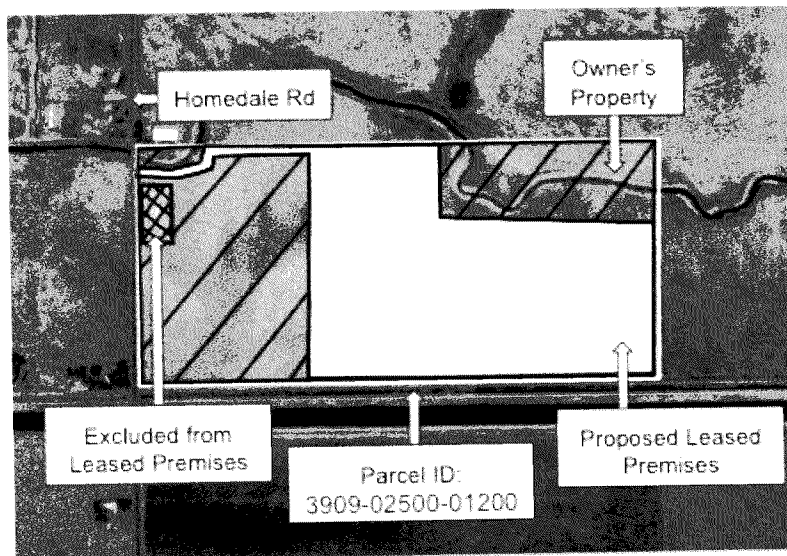 Homedale Rd
Owner's
Property
Excluded from
Leased Premises
Parcel ID:
3909-02500-01200
Proposed Leased
Premises